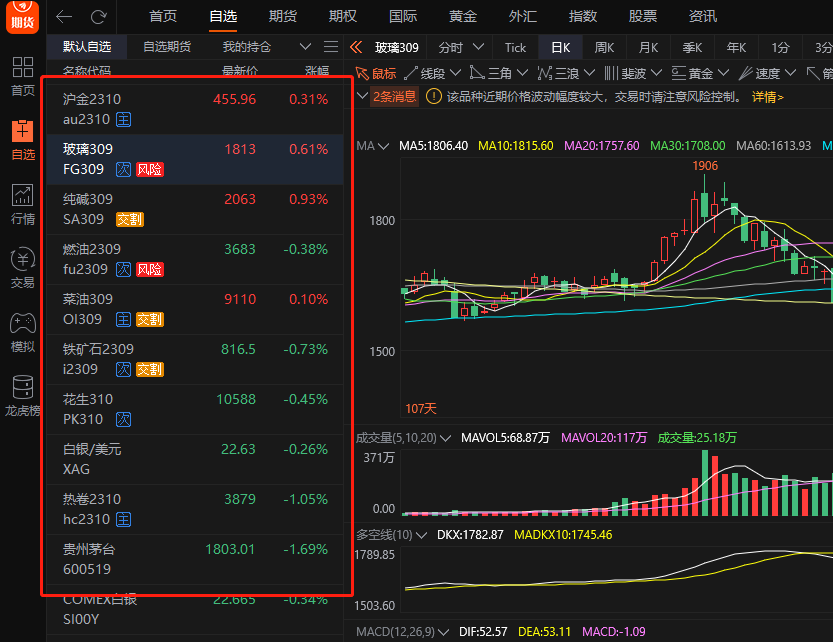 期货
首页 自选 期货 期权 国际 黄金 外汇 指数 股票 资讯
默认自选 自选期货 我的持仓
玻璃309 分时 Tick 日K 周K 月K 季K 年K 1分 3分
名称代码 最新价 涨幅
鼠标 线段 三角 三浪 斐波 黄金 速度 箭
2条消息 该品种近期价格波动幅度较大，交易时请注意风险控制。 详情>
首页
自选
行情
交易
模拟
龙虎榜
沪金2310 455.96 0.31%
au2310 主
玻璃309 1813 0.61%
FG309 次 风险
纯碱309 2063 0.93%
SA309 交割
燃油2309 3683 -0.38%
fu2309 次 风险
菜油309 9110 0.10%
OI309 主 交割
铁矿石2309 816.5 -0.73%
i2309 次 交割
花生310 10588 -0.45%
PK310 次
白银/美元 22.63 -0.26%
XAG
热卷2310 3879 -1.05%
hc2310 主
贵州茅台 1803.01 -1.69%
600519
COMEX白银 22.665 -0.34%
SI00Y
MA MA5:1806.40 MA10:1815.60 MA20:1757.60 MA30:1708.00 MA60:1613.93 M
1906
1800
1500
107天
成交量(5,10,20) MAVOL5:68.87万 MAVOL20:117万 成交量:25.18万
371万
0.00
多空线(10) DKX:1782.87 MADKX10:1745.46
1789.85
1503.60
MACD(12,26,9) DIF:52.57 DEA:53.11 MACD:-1.09